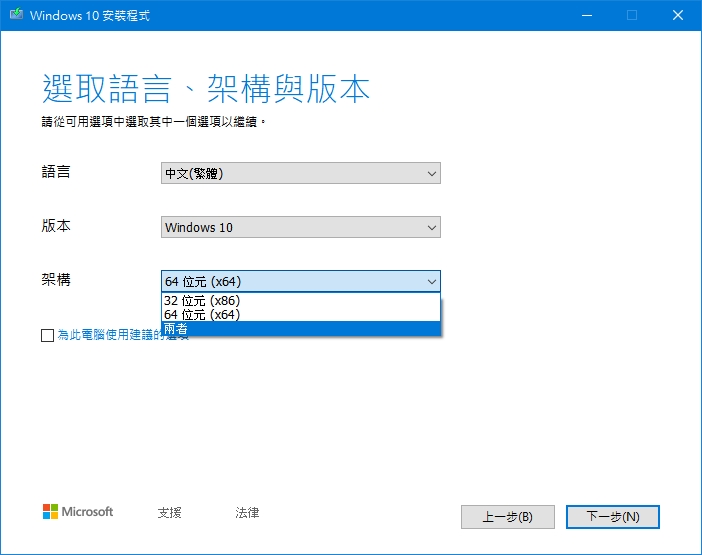 Windows 10 安裝程式
選取語言、架構與版本
請從可用選項中選取其中一個選項以繼續。
語言
中文(繁體)
版本
Windows 10
架構
64 位元 (x64)
32 位元 (x86)
64 位元 (x64)
兩者
為此電腦使用建議的選項
Microsoft
支援
法律
上一步(B)
下一步(N)